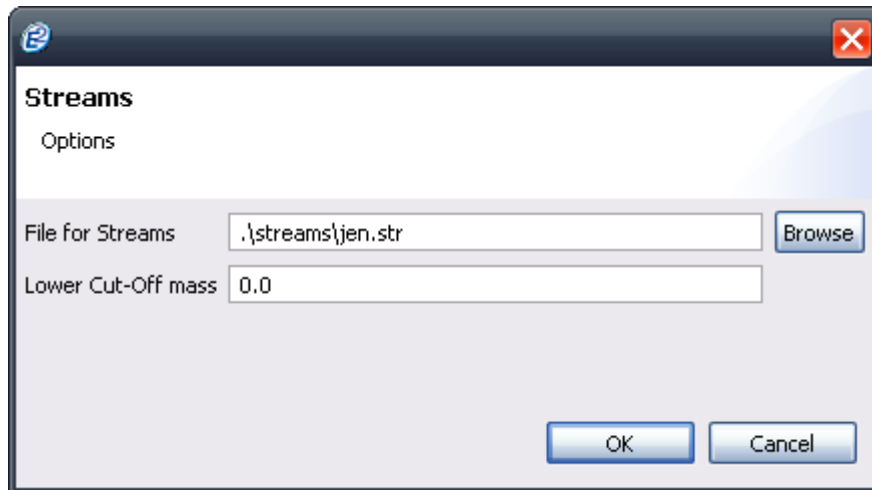 Streams
Options
File for Streams .\streams\jen.str Browse
Lower Cut-Off mass 0.0
OK Cancel